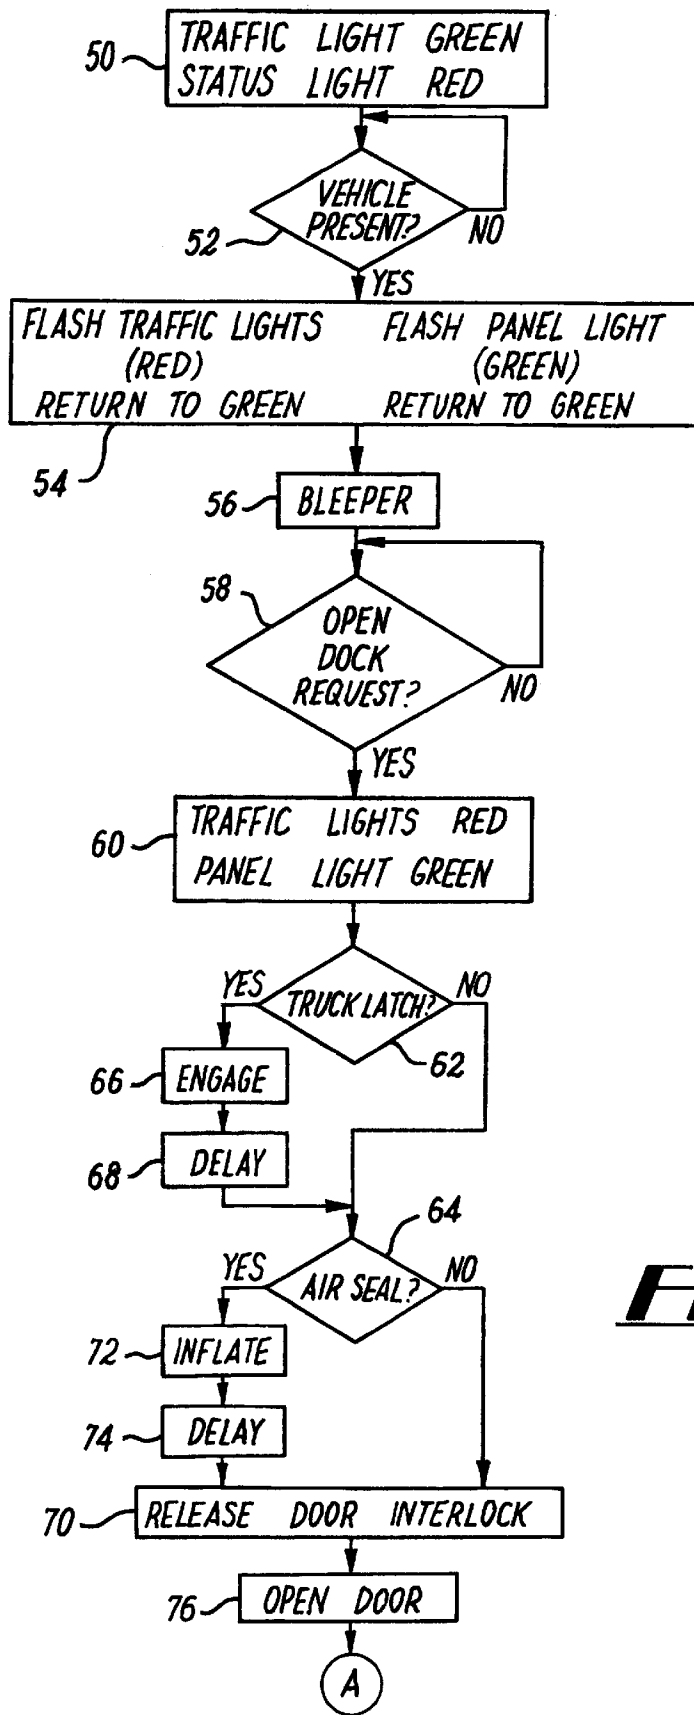 50
TRAFFIC LIGHT GREEN
STATUS LIGHT RED
VEHICLE
PRESENT?
52
NO
YES
FLASH TRAFFIC LIGHTS FLASH PANEL LIGHT
(RED) (GREEN)
RETURN TO GREEN RETURN TO GREEN
54
56
BLEEPER
58
OPEN
DOCK
REQUEST?
NO
YES
60
TRAFFIC LIGHTS RED
PANEL LIGHT GREEN
YES
TRUCK LATCH?
NO
62
66
ENGAGE
68
DELAY
64
YES
AIR SEAL?
NO
72
INFLATE
74
DELAY
70
RELEASE DOOR INTERLOCK
76
OPEN DOOR
A